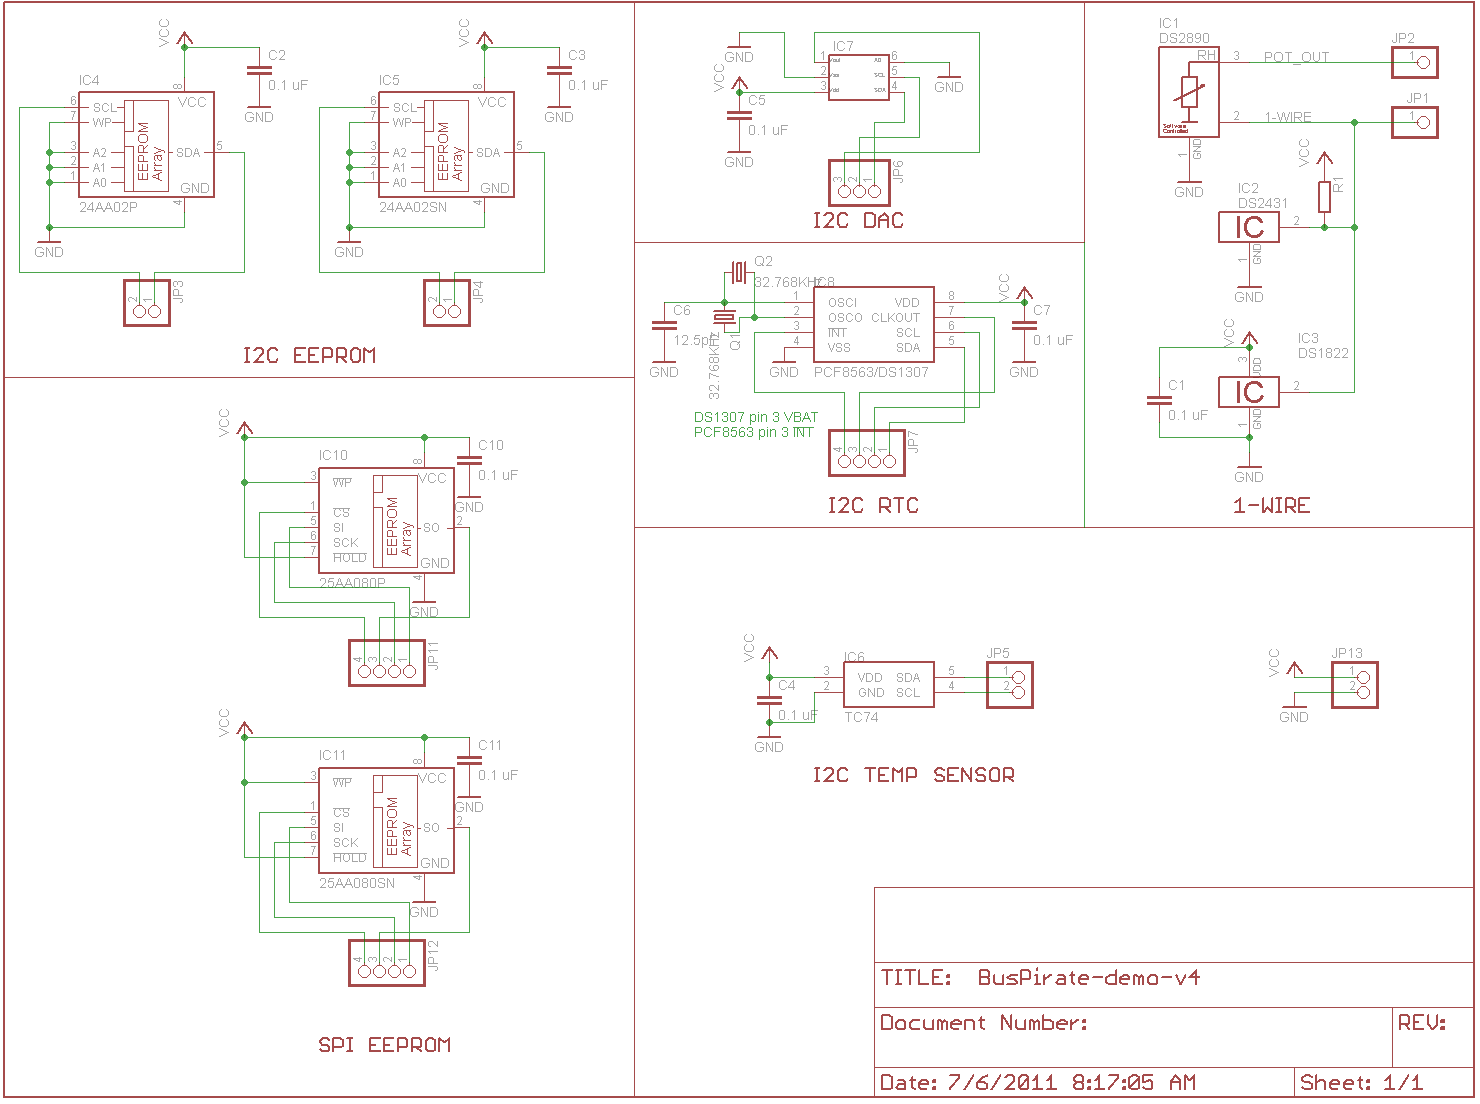 VCC
C2
0.1 uF
GND
IC4
8
VCC
6 SCL
7 WP
3 A2
2 A1
1 A0
EEPROM
Array
SDA 5
GND
4
24AA02P
GND
2
1
JP3
VCC
C3
0.1 uF
GND
IC5
8
VCC
6 SCL
7 WP
3 A2
2 A1
1 A0
EEPROM
Array
SDA 5
GND
4
24AA02SN
GND
2
1
JP4
I2C EEPROM
VCC
C10
0.1 uF
GND
IC10
8
VCC
3 WP
1 CS
5 SI
6 SCK
7 HOLD
EEPROM
Array
SO 2
GND
4
25AA080P
GND
4
3
2
1
JP11
VCC
C11
0.1 uF
GND
IC11
8
VCC
3 WP
1 CS
5 SI
6 SCK
7 HOLD
EEPROM
Array
SO 2
GND
4
25AA080SN
GND
4
3
2
1
JP12
SPI EEPROM
GND
VCC
C5
0.1 uF
GND
IC7
1 Vout
2 Vss
3 Vdd
A0 6
SCL 5
SDA 4
GND
3
2
1
JP6
I2C DAC
Q2
32.768KHZ
IC8
C6
12.5pF
GND
Q1
32.768KHZ
1 OSCI
2 OSCO
3 INT
4 VSS
VDD 8
CLKOUT 7
SCL 6
SDA 5
GND
PCF8563/DS1307
VCC
C7
0.1 uF
GND
DS1307 pin 3 VBAT
PCF8563 pin 3 INT
4
3
2
1
JP7
I2C RTC
IC1
DS2890
RH
Software
Controlled
3
POT_OUT
JP2
1
2
1-WIRE
JP1
1
1
GND
GND
VCC
R1
IC2
DS2431
IC
2
1
GND
GND
VCC
3
VDD
IC3
DS1822
IC
2
1
GND
C1
0.1 uF
GND
1-WIRE
VCC
C4
0.1 uF
GND
IC6
3 VDD
2 GND
SDA 5
SCL 4
TC74
JP5
1
2
I2C TEMP SENSOR
VCC
JP13
1
2
GND
TITLE: BusPirate-demo-v4
Document Number:
REV:
Date: 7/6/2011 8:17:05 AM
Sheet: 1/1